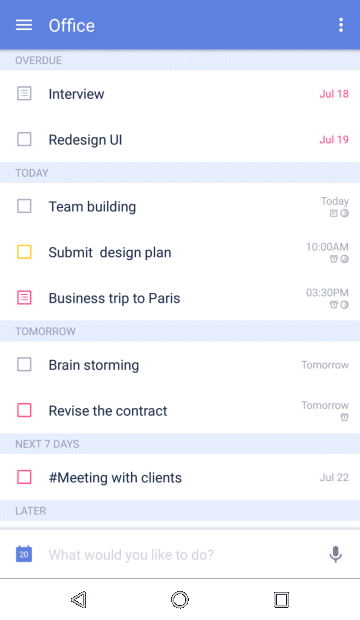 Office
OVERDUE
Interview Jul 18
Redesign UI Jul 19
TODAY
Team building Today
Submit design plan 10:00AM
Business trip to Paris 03:30PM
TOMORROW
Brain storming Tomorrow
Revise the contract Tomorrow
NEXT 7 DAYS
#Meeting with clients Jul 22
LATER
20 What would you like to do?